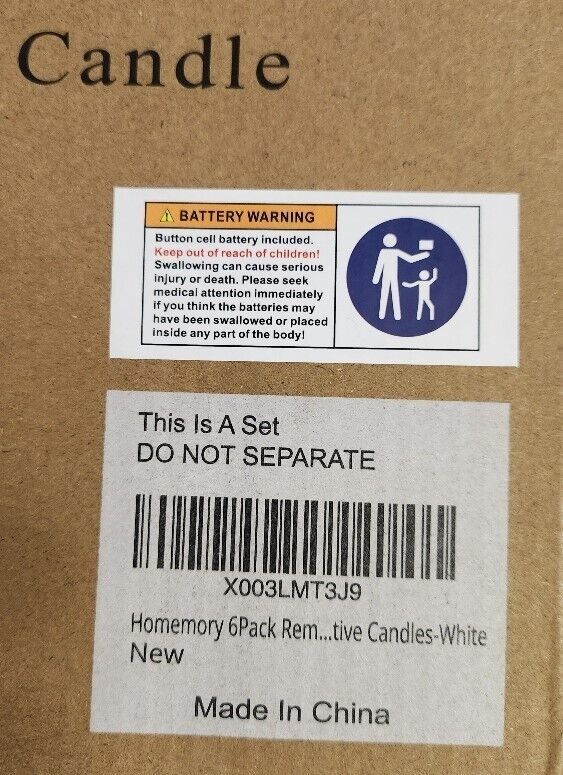 Candle
⚠ BATTERY WARNING
Button cell battery included.
Keep out of reach of children!
Swallowing can cause serious
injury or death. Please seek
medical attention immediately
if you think the batteries may
have been swallowed or placed
inside any part of the body!
This Is A Set
DO NOT SEPARATE
X003LMT3J9
Homemory 6Pack Rem...tive Candles-White
New
Made In China